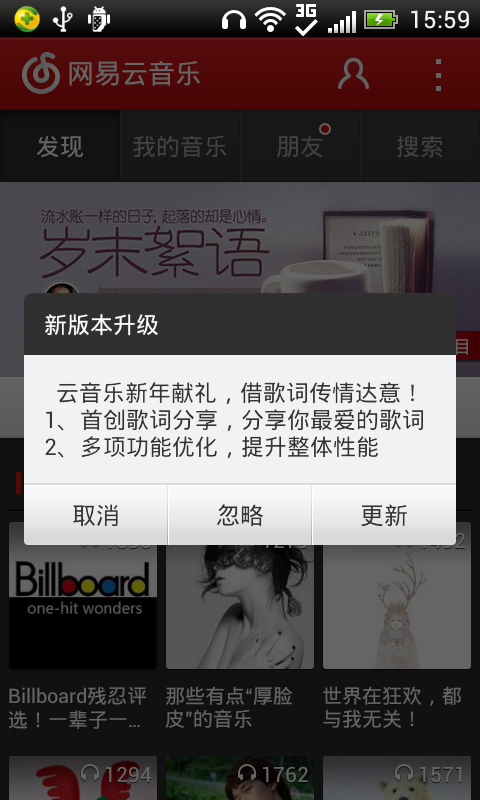 3G 15:59
网易云音乐
发现 我的音乐 朋友 搜索
流水账一样的日子，起落的却是心情。
岁末絮语
目
新版本升级
云音乐新年献礼，借歌词传情达意！
1、首创歌词分享，分享你最爱的歌词
2、多项功能优化，提升整体性能
取消 忽略 更新
Billboard
one-hit wonders
Billboard残忍评
选！一辈子一...
那些有点“厚脸
皮”的音乐
世界在狂欢，都
与我无关！
1294 1762 1571